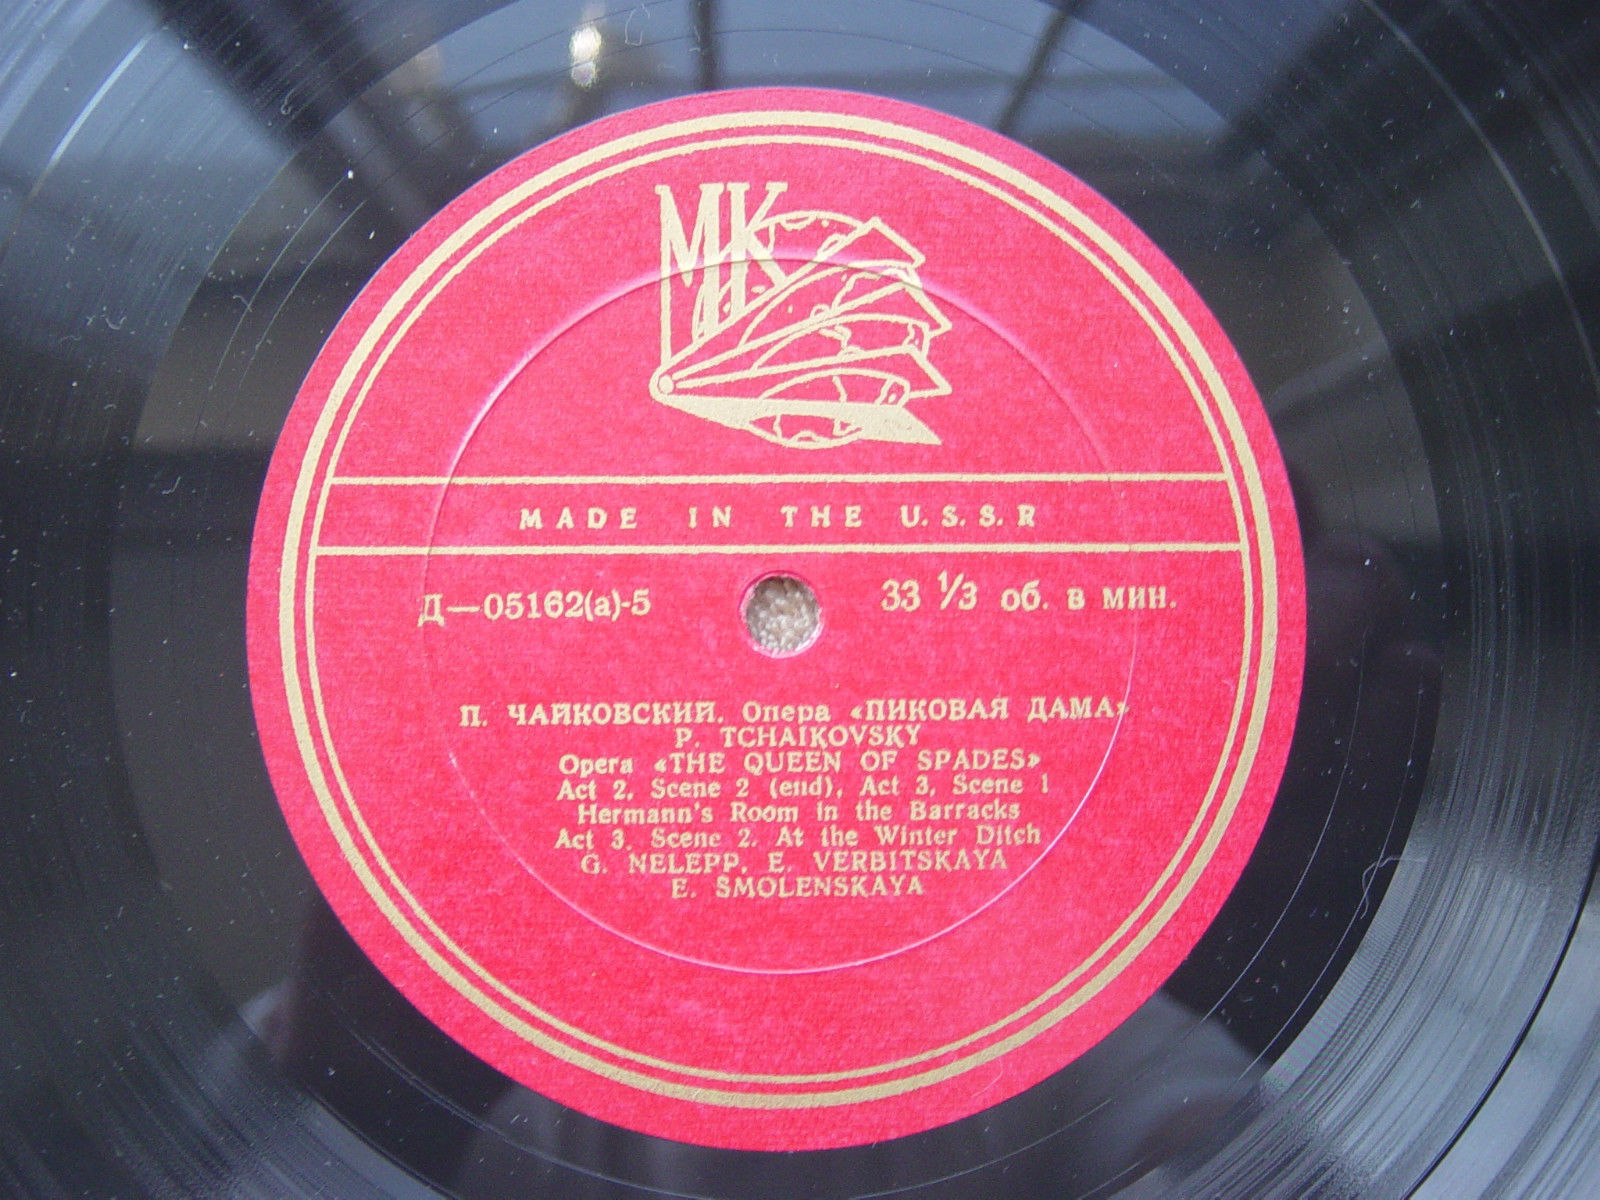 МК
MADE IN THE U.S.S.R
Д—05162(а)-5
33 1/3 об. в мин.
П. ЧАЙКОВСКИЙ. Опера «ПИКОВАЯ ДАМА»
P. TCHAIKOVSKY
Opera «THE QUEEN OF SPADES»
Act 2, Scene 2 (end), Act 3, Scene 1
Hermann's Room in the Barracks
Act 3, Scene 2. At the Winter Ditch
G. NELEPP, E. VERBITSKAYA
E. SMOLENSKAYA